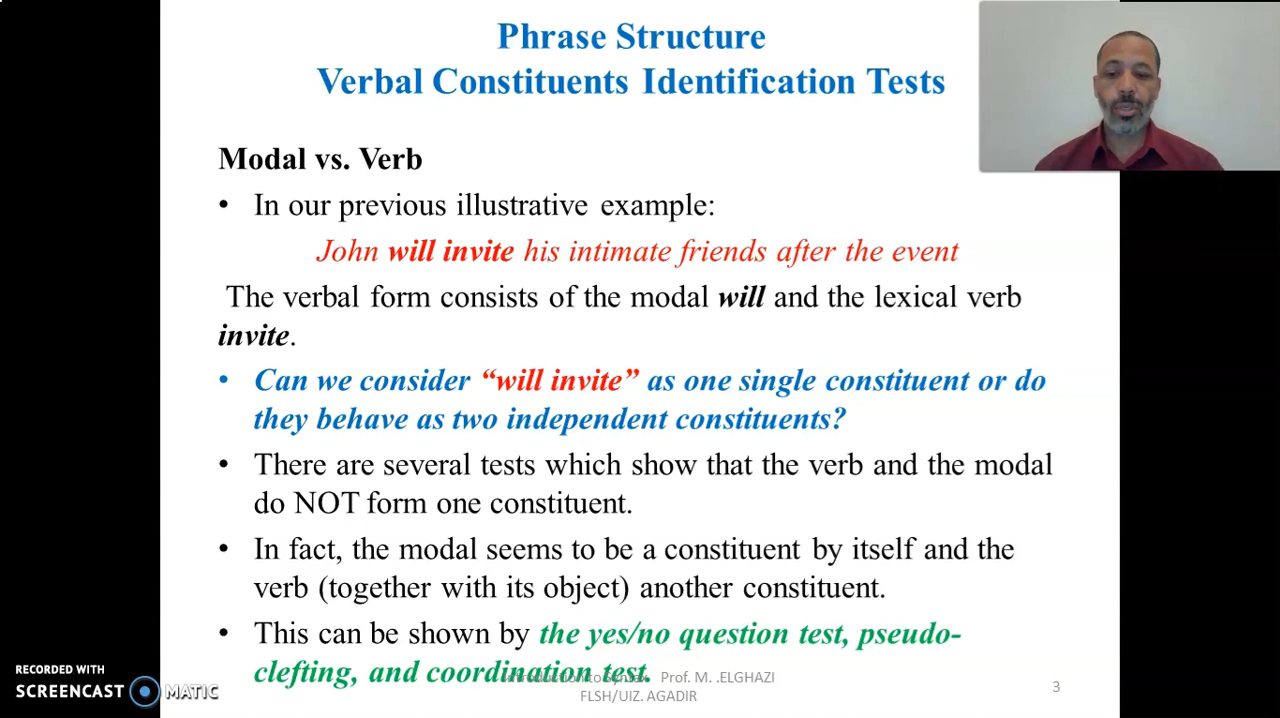 Phrase Structure
Verbal Constituents Identification Tests
Modal vs. Verb
• In our previous illustrative example:
John will invite his intimate friends after the event
The verbal form consists of the modal will and the lexical verb
invite.
• Can we consider “will invite” as one single constituent or do
they behave as two independent constituents?
• There are several tests which show that the verb and the modal
do NOT form one constituent.
• In fact, the modal seems to be a constituent by itself and the
verb (together with its object) another constituent.
• This can be shown by the yes/no question test, pseudo-
clefting, and coordination test.
Introduction to Syntax Prof. M. .ELGHAZI
FLSH/UIZ. AGADIR
3
RECORDED WITH
SCREENCAST MATIC